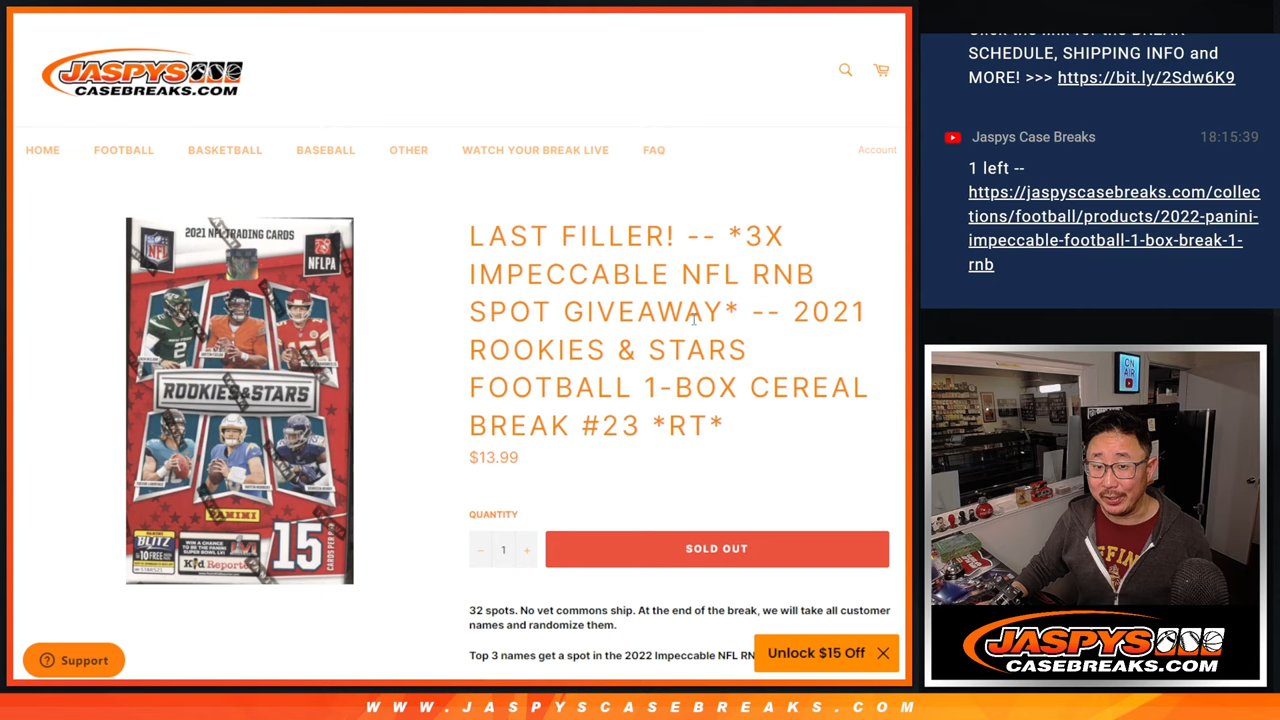 JASPYS
CASEBREAKS.COM
HOME FOOTBALL BASKETBALL BASEBALL OTHER WATCH YOUR BREAK LIVE FAQ Account
2021 NFL TRADING CARDS
NFL
NFLPA
ROOKIES & STARS
PANINI
BLITZ
15
CARDS PER
LAST FILLER! -- *3X
IMPECCABLE NFL RNB
SPOT GIVEAWAY* -- 2021
ROOKIES & STARS
FOOTBALL 1-BOX CEREAL
BREAK #23 *RT*
$13.99
QUANTITY
− 1 +
SOLD OUT
32 spots. No vet commons ship. At the end of the break, we will take all customer
names and randomize them.
Top 3 names get a spot in the 2022 Impeccable NFL RN
Unlock $15 Off
Support
SCHEDULE, SHIPPING INFO and
MORE! >>> https://bit.ly/2Sdw6K9
Jaspys Case Breaks 18:15:39
1 left --
https://jaspyscasebreaks.com/collec
tions/football/products/2022-panini-
impeccable-football-1-box-break-1-
rnb
ON
AIR
JASPYS
CASEBREAKS.COM
WWW.JASPYSCASEBREAKS.COM